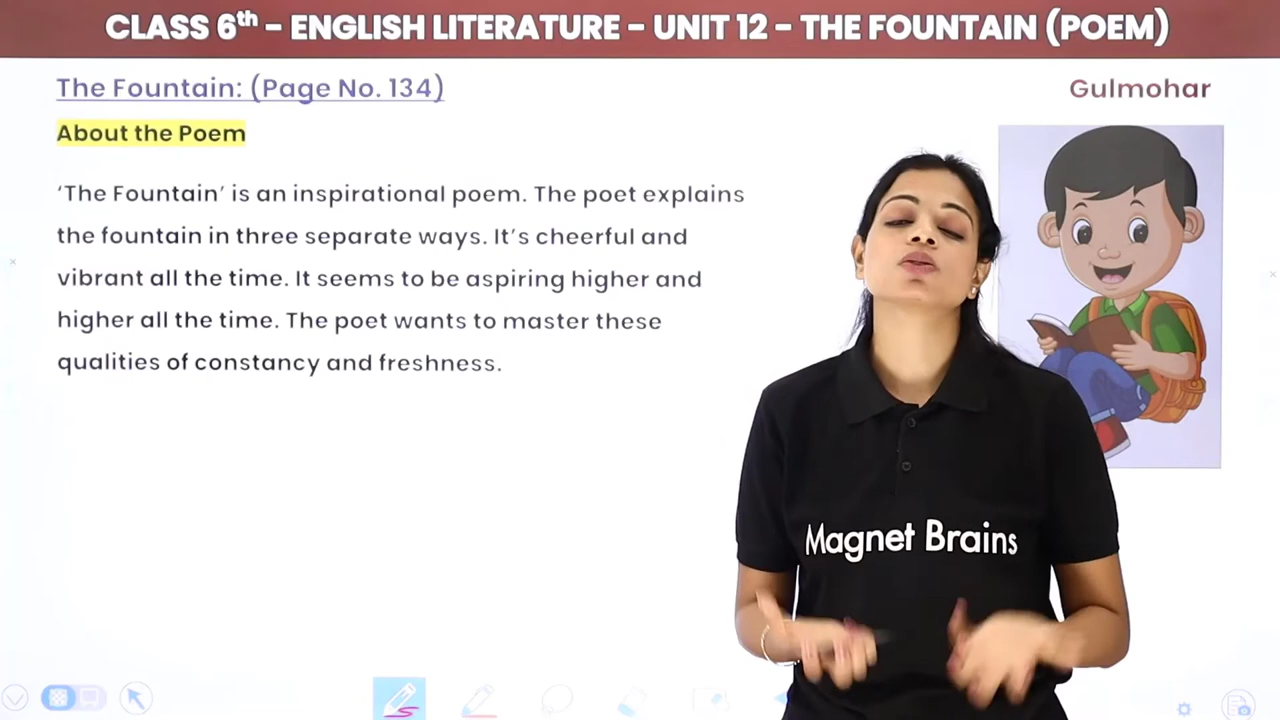 CLASS 6th – ENGLISH LITERATURE – UNIT 12 – THE FOUNTAIN (POEM)
The Fountain: (Page No. 134)
Gulmohar
About the Poem
‘The Fountain’ is an inspirational poem. The poet explains
the fountain in three separate ways. It’s cheerful and
vibrant all the time. It seems to be aspiring higher and
higher all the time. The poet wants to master these
qualities of constancy and freshness.
Magnet Brains